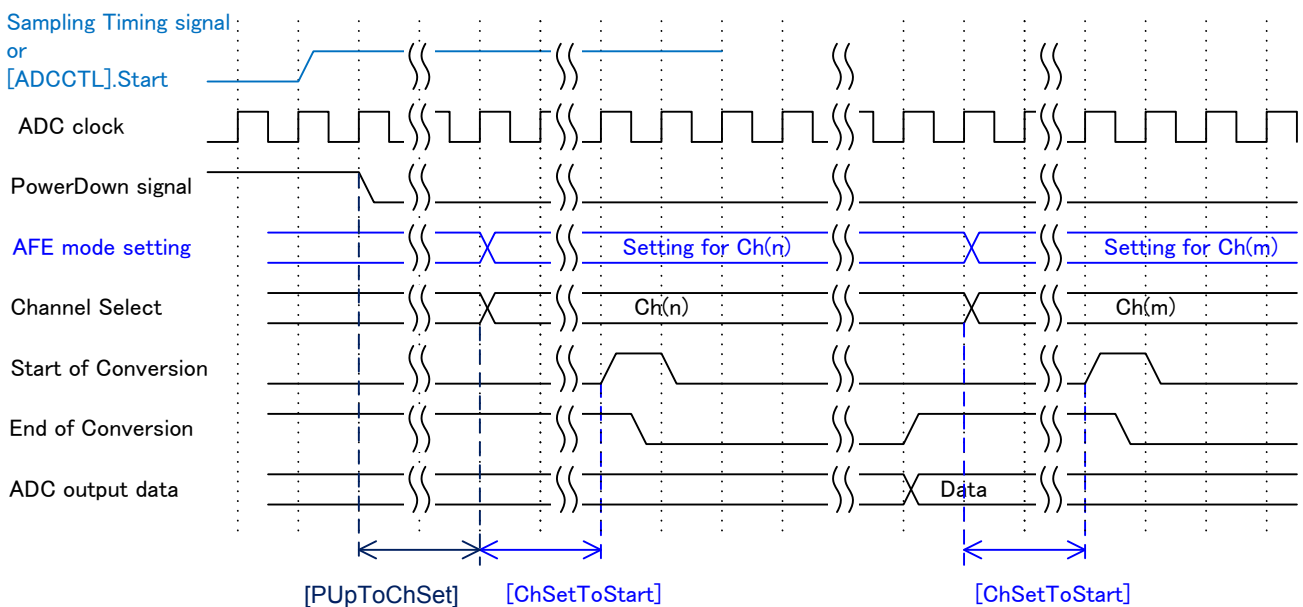 Sampling Timing signal
or
[ADCCTL].Start
ADC clock
PowerDown signal
AFE mode setting
Setting for Ch(n)
Setting for Ch(m)
Channel Select
Ch(n)
Ch(m)
Start of Conversion
End of Conversion
ADC output data
Data
[PUpToChSet]
[ChSetToStart]
[ChSetToStart]